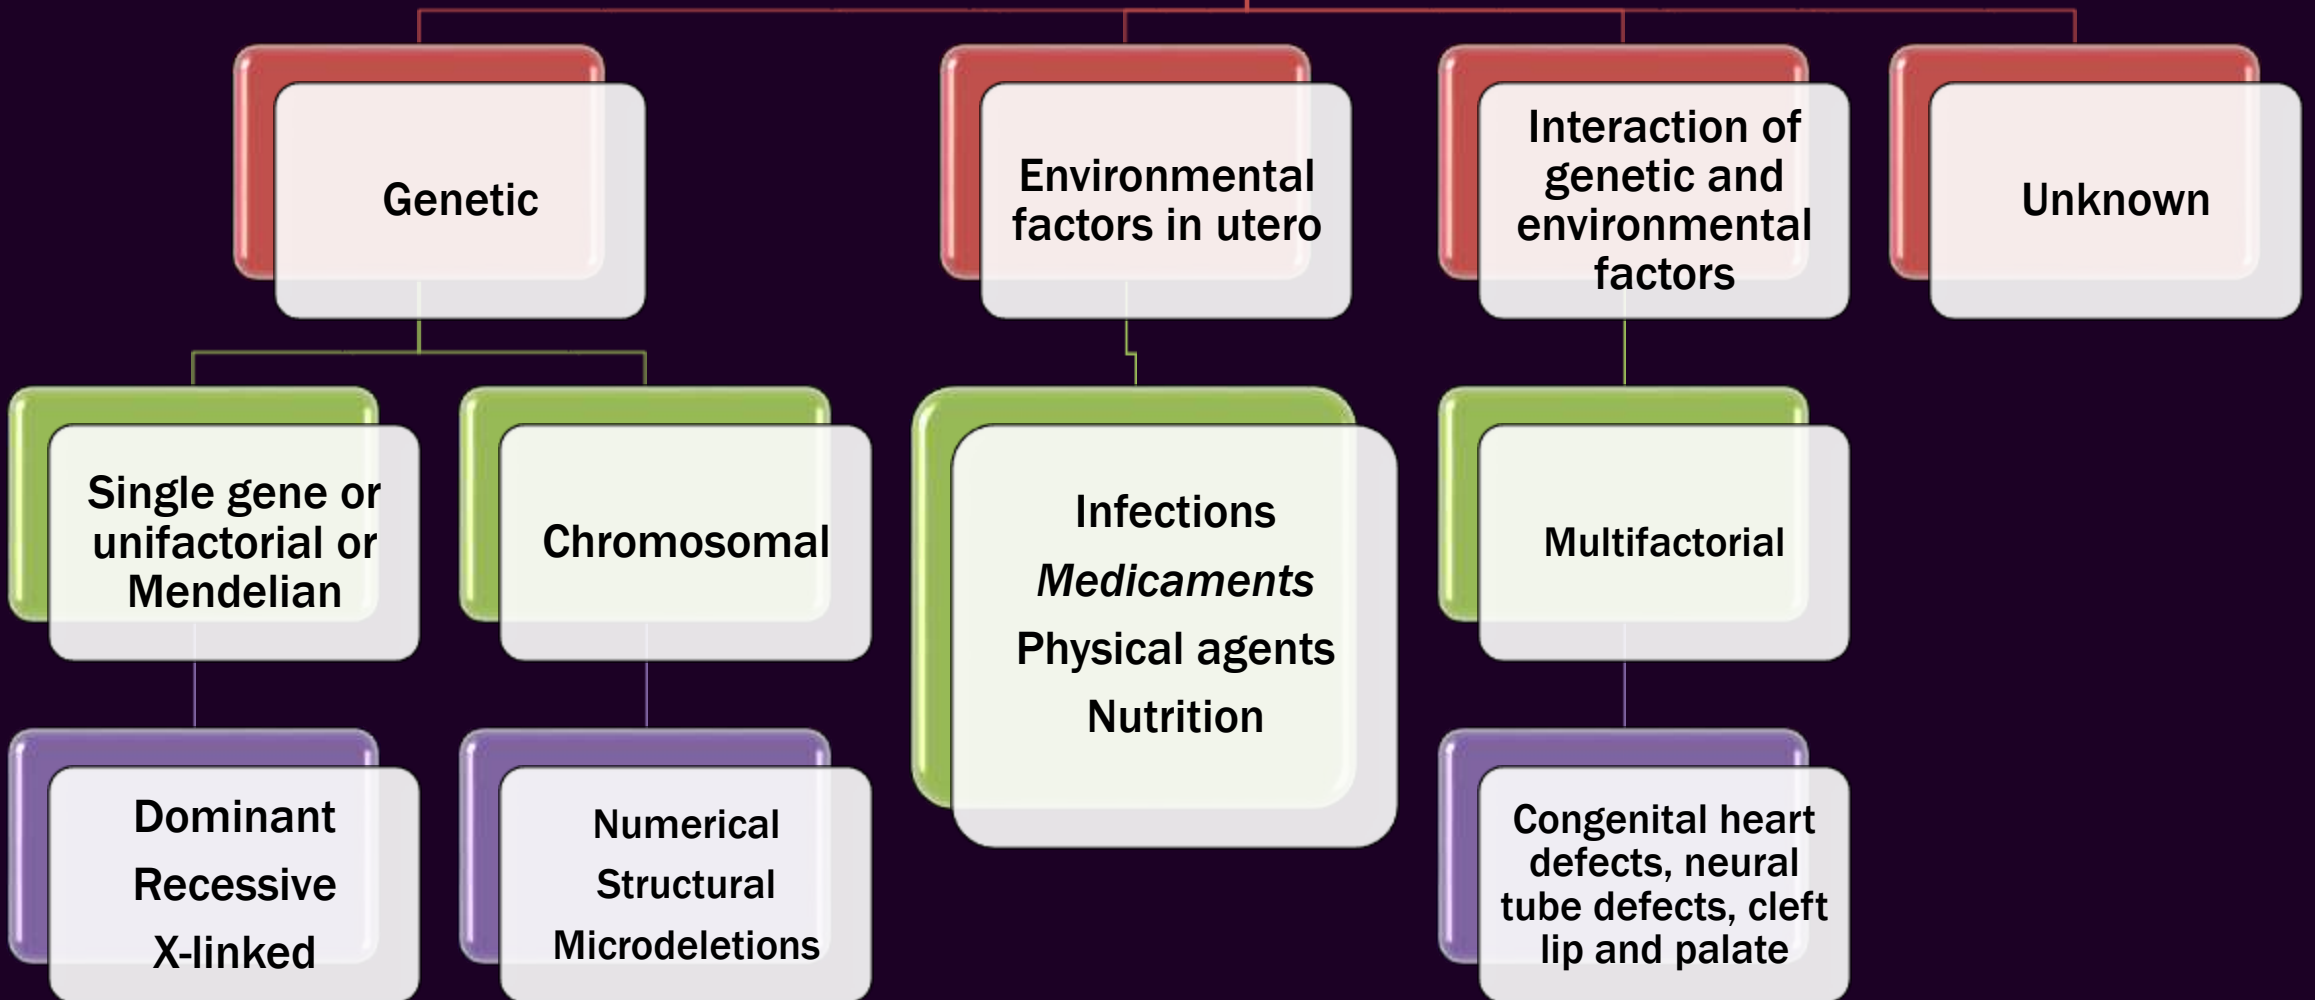 Genetic
Environmental
factors in utero
Interaction of
genetic and
environmental
factors
Unknown
Single gene or
unifactorial or
Mendelian
Chromosomal
Infections
Medicaments
Physical agents
Nutrition
Multifactorial
Dominant
Recessive
X-linked
Numerical
Structural
Microdeletions
Congenital heart
defects, neural
tube defects, cleft
lip and palate